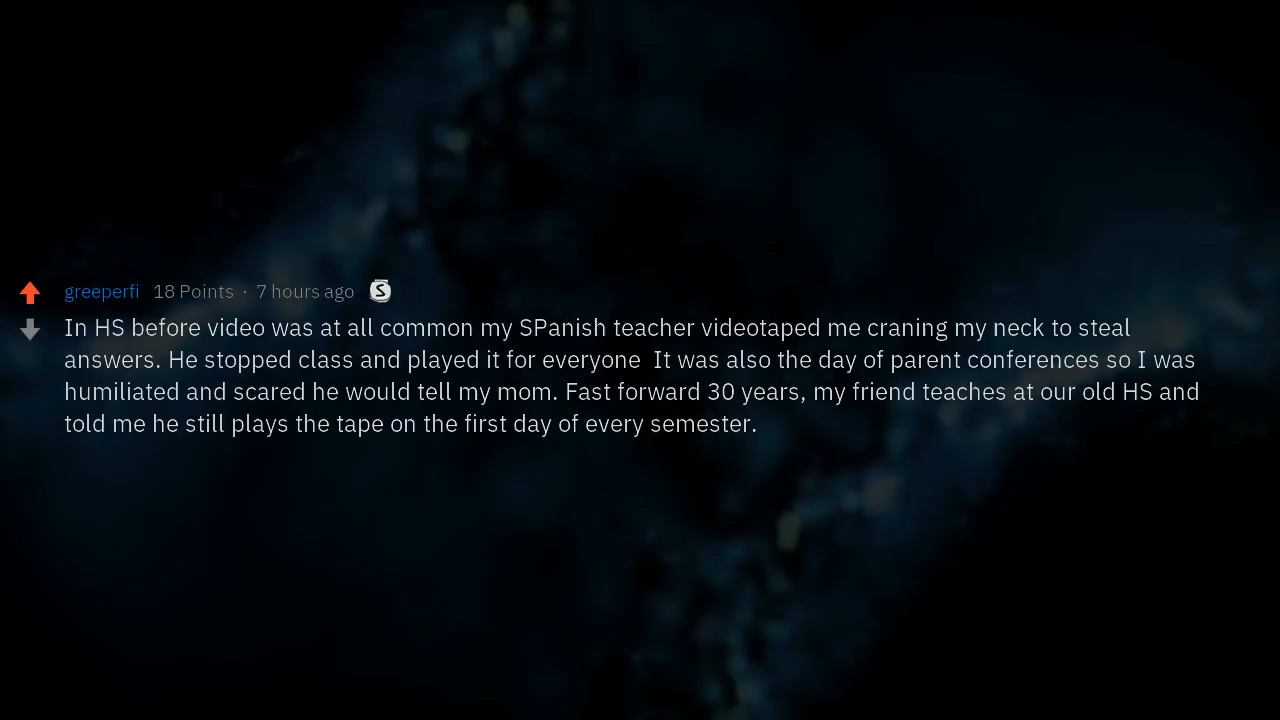 greeperfi 18 Points · 7 hours ago S
In HS before video was at all common my SPanish teacher videotaped me craning my neck to steal
answers. He stopped class and played it for everyone  It was also the day of parent conferences so I was
humiliated and scared he would tell my mom. Fast forward 30 years, my friend teaches at our old HS and
told me he still plays the tape on the first day of every semester.